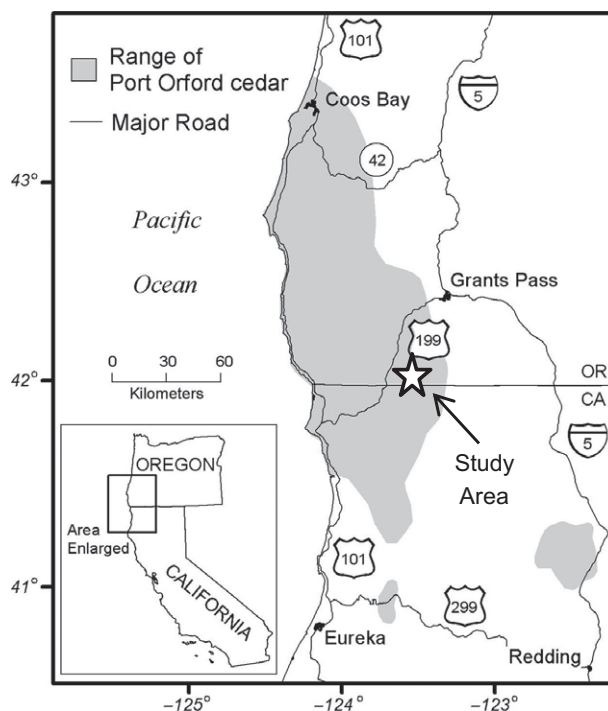 Range of
Port Orford cedar
Major Road
101
5
Coos Bay
42
43°
Pacific
Ocean
Grants Pass
199
0 30 60
Kilometers
42°
OR
CA
5
Study
Area
OREGON
Area
Enlarged
CALIFORNIA
101
41°
299
Eureka
Redding
−125°
−124°
−123°